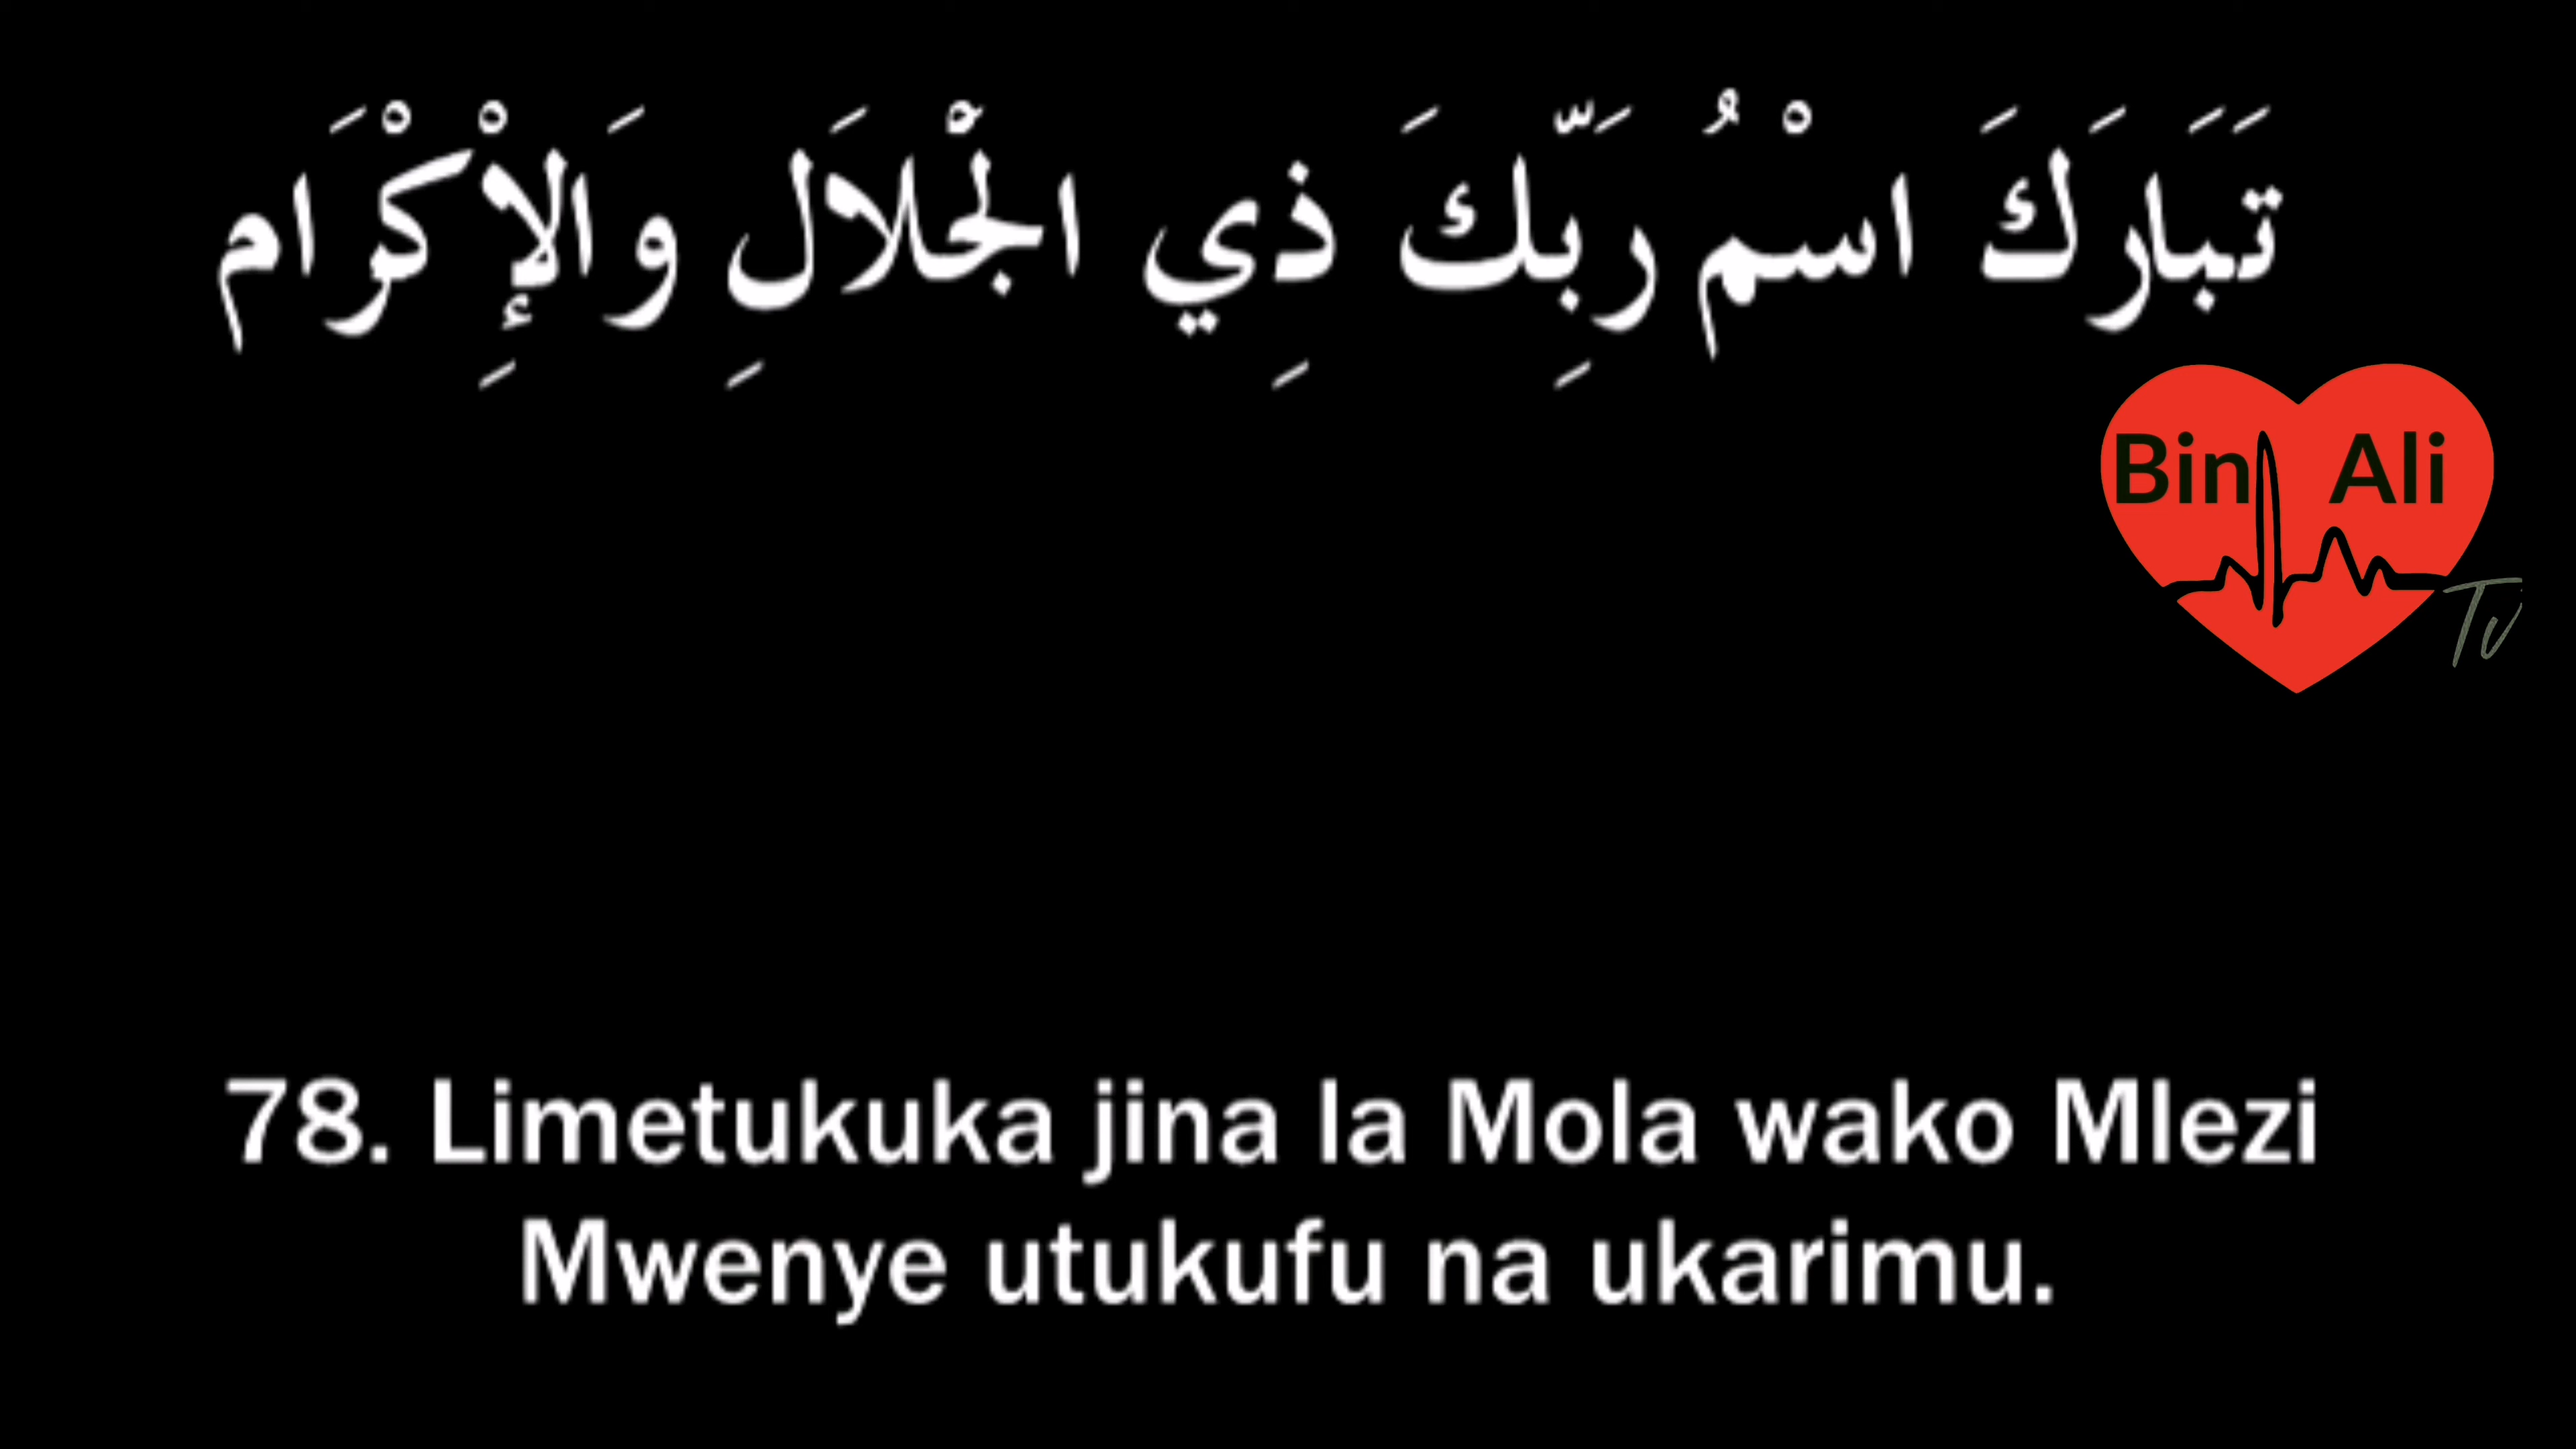 تَبَارَكَ اسْمُ رَبِّكَ ذِي الْجَلَالِ وَالْإِكْرَام
Bin Ali
Tv
78. Limetukuka jina la Mola wako Mlezi
Mwenye utukufu na ukarimu.